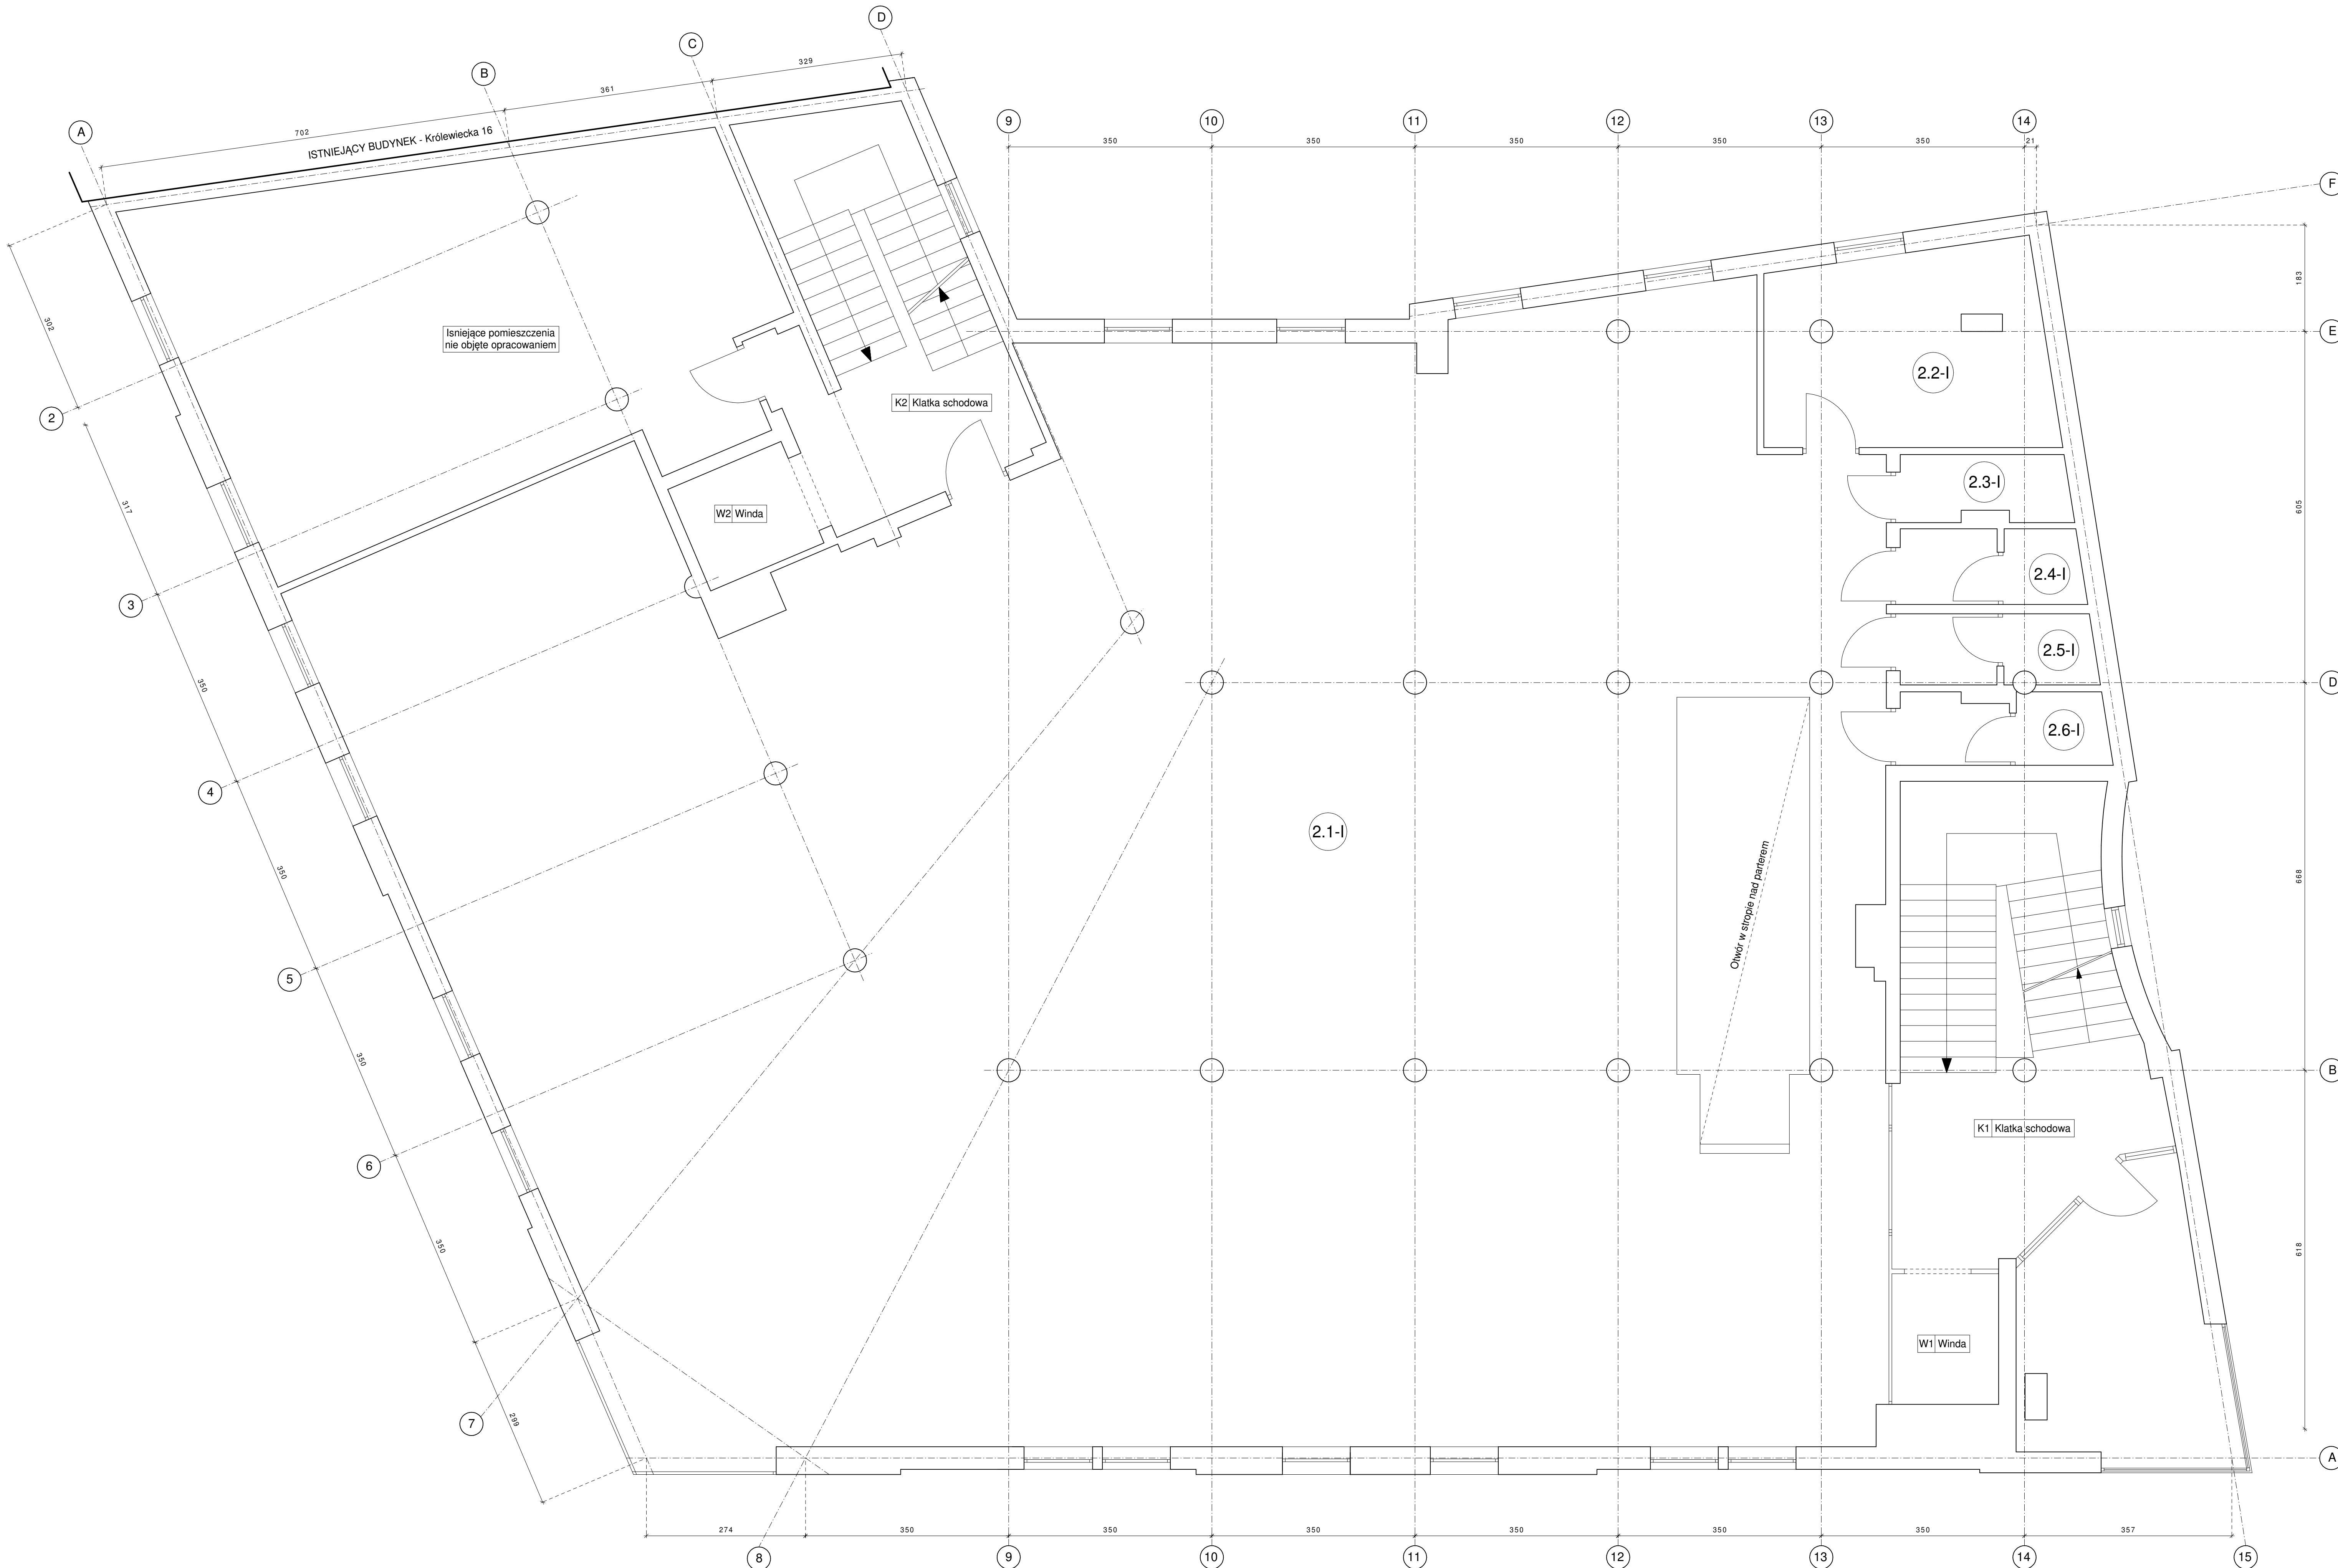 D
C
B
A
329
361
702
ISTNIEJĄCY BUDYNEK - Królewiecka 16
9
10
11
12
13
14
350
350
350
350
350
21
F
E
D
B
A
183
605
668
618
302
317
350
350
350
350
299
2
3
4
5
6
7
8
Isniejące pomieszczenia
nie objęte opracowaniem
K2 Klatka schodowa
W2 Winda
2.2-I
2.3-I
2.4-I
2.5-I
2.6-I
2.1-I
Otwór w stropie nad parterem
K1 Klatka schodowa
W1 Winda
274
350
350
350
350
350
350
357
9
10
11
12
13
14
15